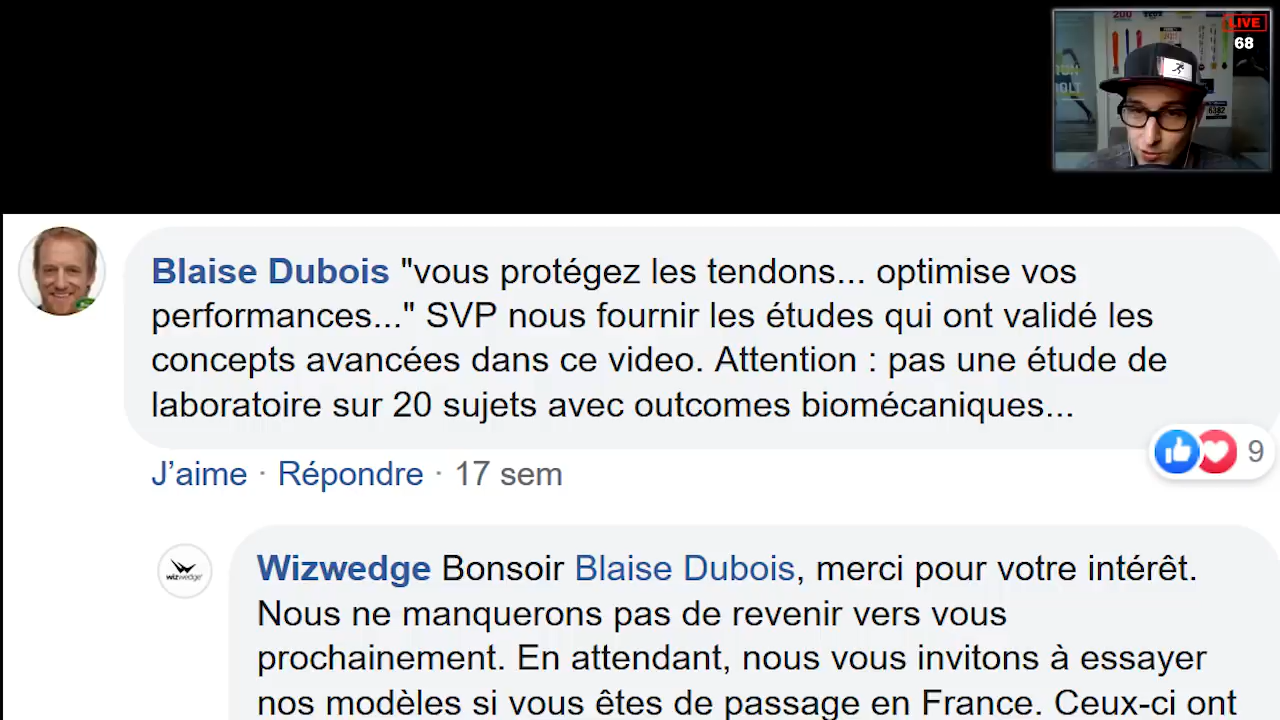 LIVE
68
200
6382
Blaise Dubois "vous protégez les tendons... optimise vos
performances..." SVP nous fournir les études qui ont validé les
concepts avancées dans ce video. Attention : pas une étude de
laboratoire sur 20 sujets avec outcomes biomécaniques...
9
J’aime · Répondre · 17 sem
wizwedge
Wizwedge Bonsoir Blaise Dubois, merci pour votre intérêt.
Nous ne manquerons pas de revenir vers vous
prochainement. En attendant, nous vous invitons à essayer
nos modèles si vous êtes de passage en France. Ceux-ci ont